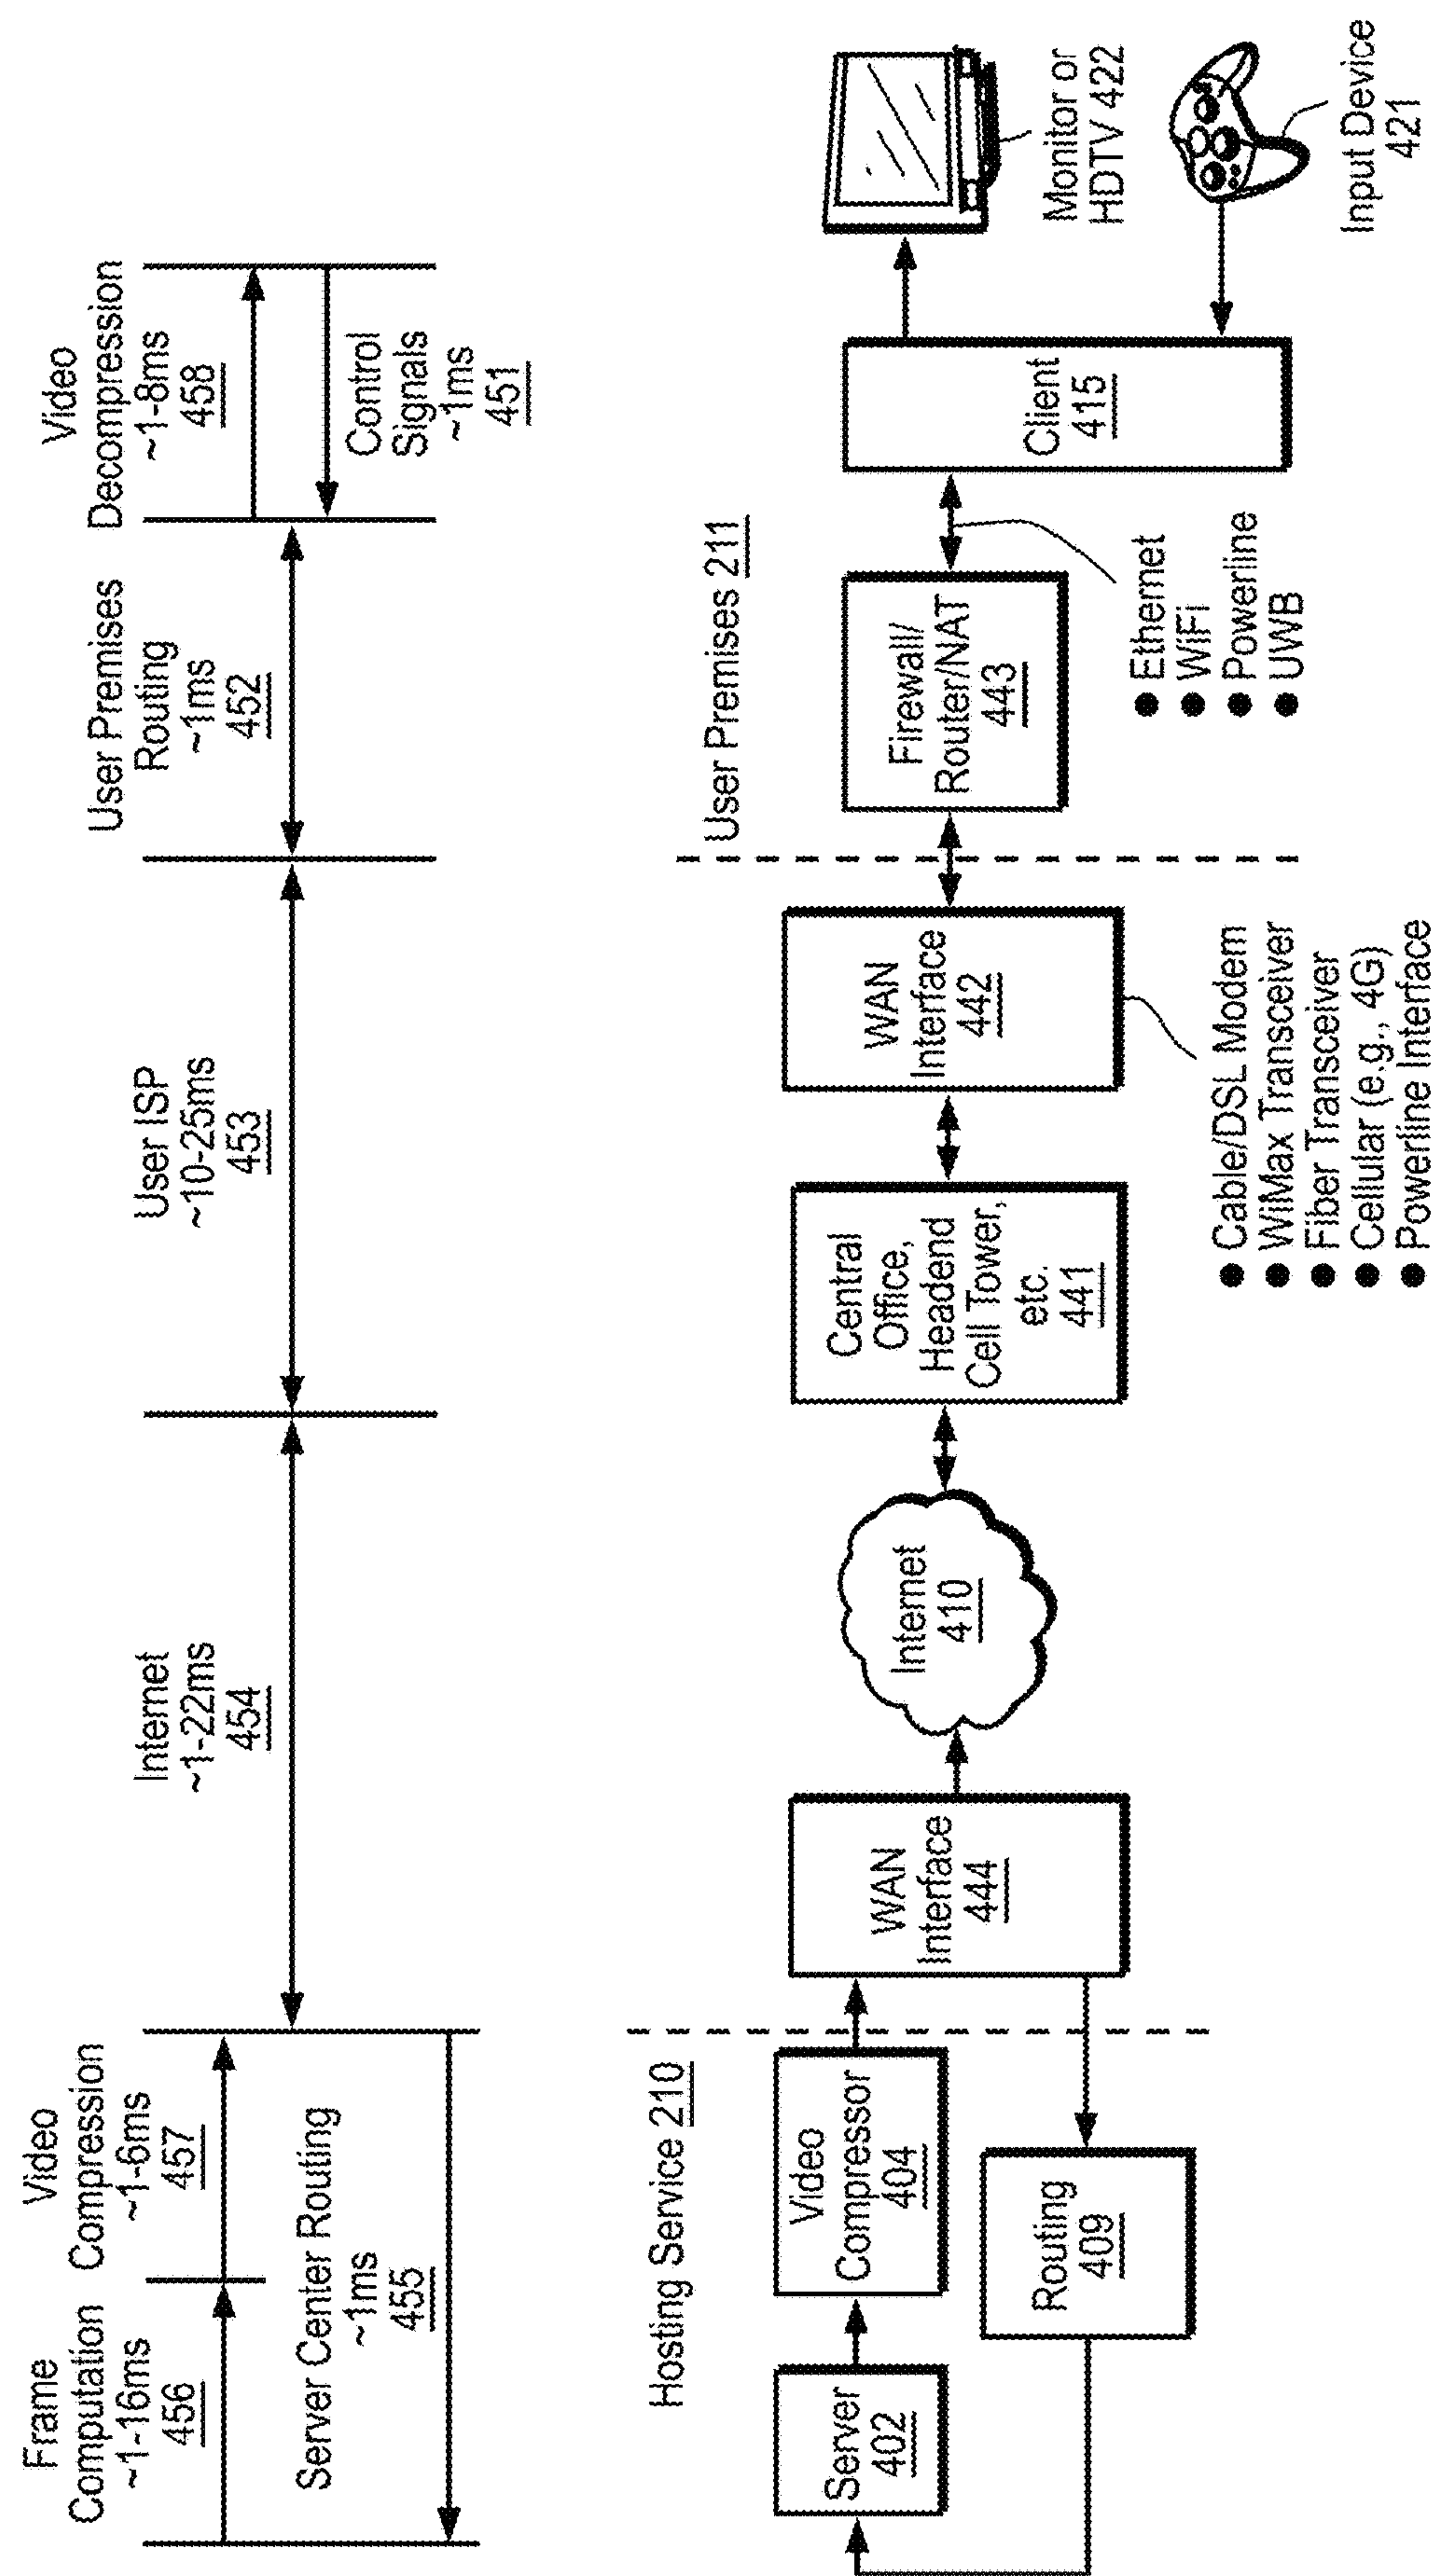 Frame
Computation
~1-16ms
456
Video
Compression
~1-6ms
457
Server Center Routing
~1ms
455
Internet
~1-22ms
454
User ISP
~10-25ms
453
User Premises
Routing
~1ms
452
Video
Decompression
~1-8ms
458
Control
Signals
~1ms
451
Hosting Service 210
Server
402
Video
Compressor
404
Routing
409
WAN
Interface
444
Internet
410
Central
Office,
Headend
Cell Tower,
etc.
441
WAN
Interface
442
● Cable/DSL Modem
● WiMax Transceiver
● Fiber Transceiver
● Cellular (e.g., 4G)
● Powerline Interface
User Premises 211
Firewall/
Router/NAT
443
● Ethernet
● WiFi
● Powerline
● UWB
Client
415
Monitor or
HDTV 422
Input Device
421